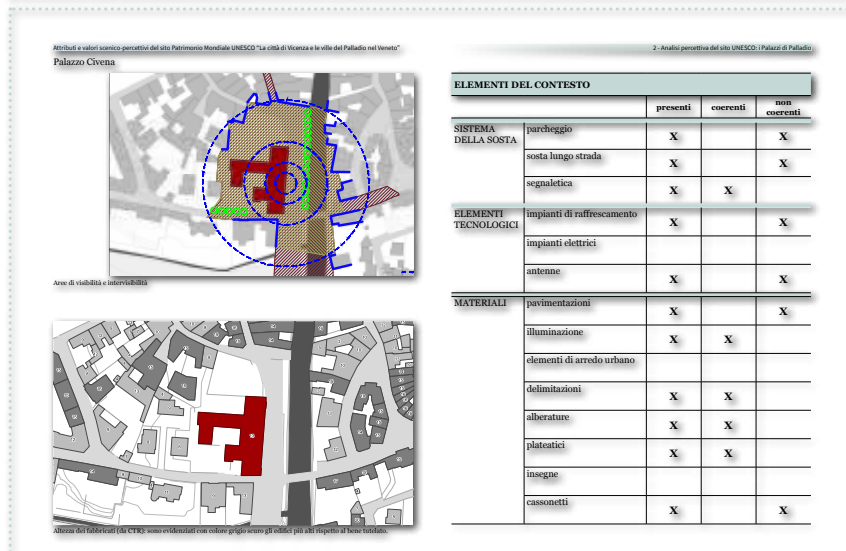 Attributi e valori scenico-percettivi del sito Patrimonio Mondiale UNESCO "La città di Vicenza e le ville del Palladio nel Veneto"
Palazzo Civena
Aree di visibilità e intervisibilità
Altezza dei fabbricati (da CTR): sono evidenziati con colore grigio scuro gli edifici più alti rispetto al bene tutelato.
2 - Analisi percettiva del sito UNESCO: i Palazzi di Palladio
ELEMENTI DEL CONTESTO
presenti coerenti non
coerenti
SISTEMA parcheggio X X
DELLA SOSTA
sosta lungo strada X X
segnaletica X X
ELEMENTI impianti di raffrescamento X X
TECNOLOGICI
impianti elettrici
antenne X X
MATERIALI pavimentazioni X X
illuminazione X X
elementi di arredo urbano
delimitazioni X X
alberature X X
plateatici X X
insegne
cassonetti X X